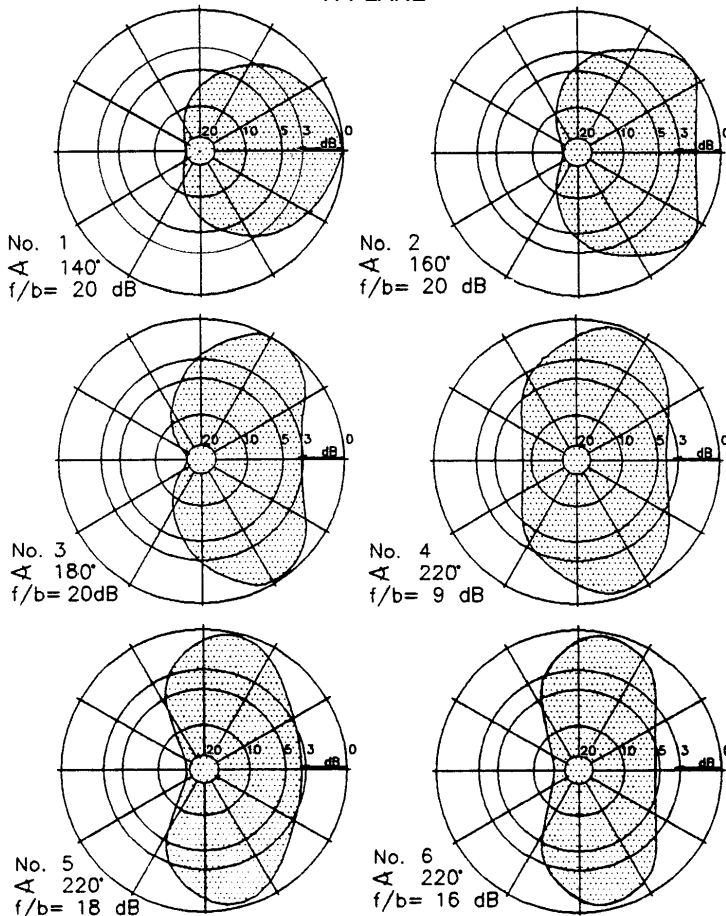 PLANE
20 10 5 3 0
dB
No. 1
∢ 140°
f/b= 20 dB
20 10 5 3 0
dB
No. 2
∢ 160°
f/b= 20 dB
20 10 5 3 0
dB
No. 3
∢ 180°
f/b= 20dB
20 10 5 3 0
dB
No. 4
∢ 220°
f/b= 9 dB
20 10 5 3 0
dB
No. 5
∢ 220°
f/b= 18 dB
20 10 5 3
dB
No. 6
∢ 220°
f/b= 16 dB